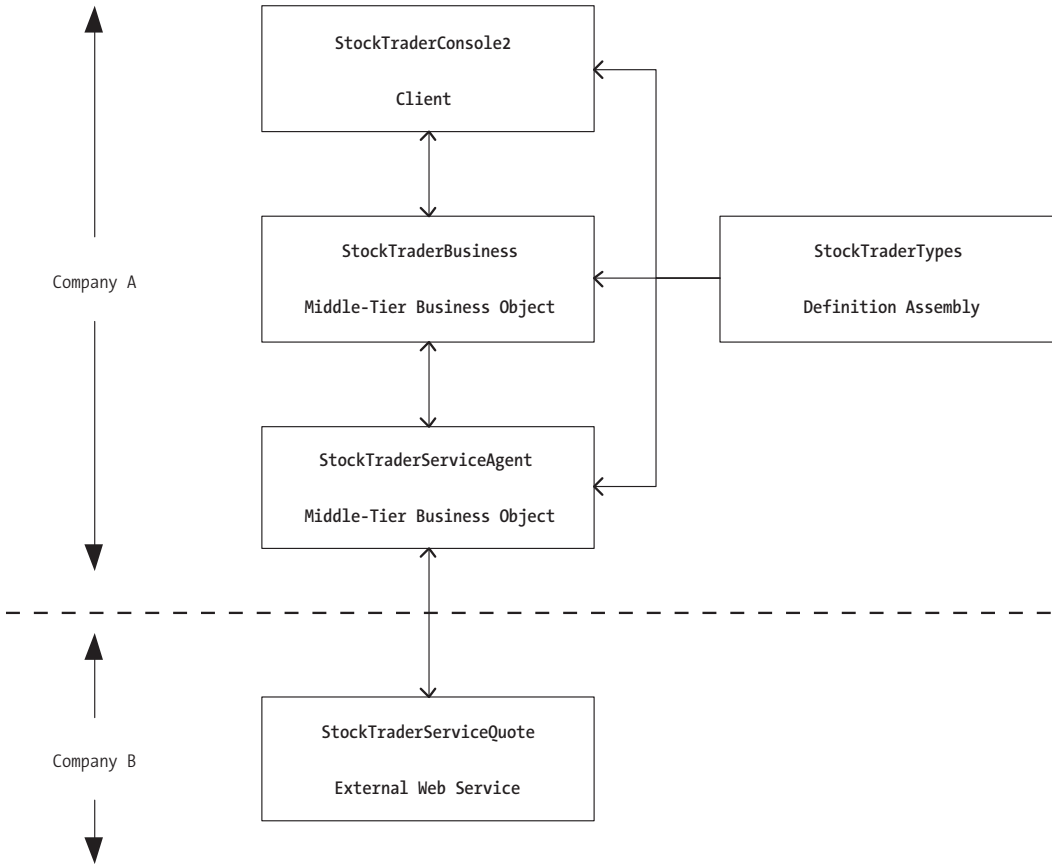 StockTraderConsole2
Client
StockTraderBusiness
Middle-Tier Business Object
StockTraderTypes
Definition Assembly
Company A
StockTraderServiceAgent
Middle-Tier Business Object
StockTraderServiceQuote
External Web Service
Company B